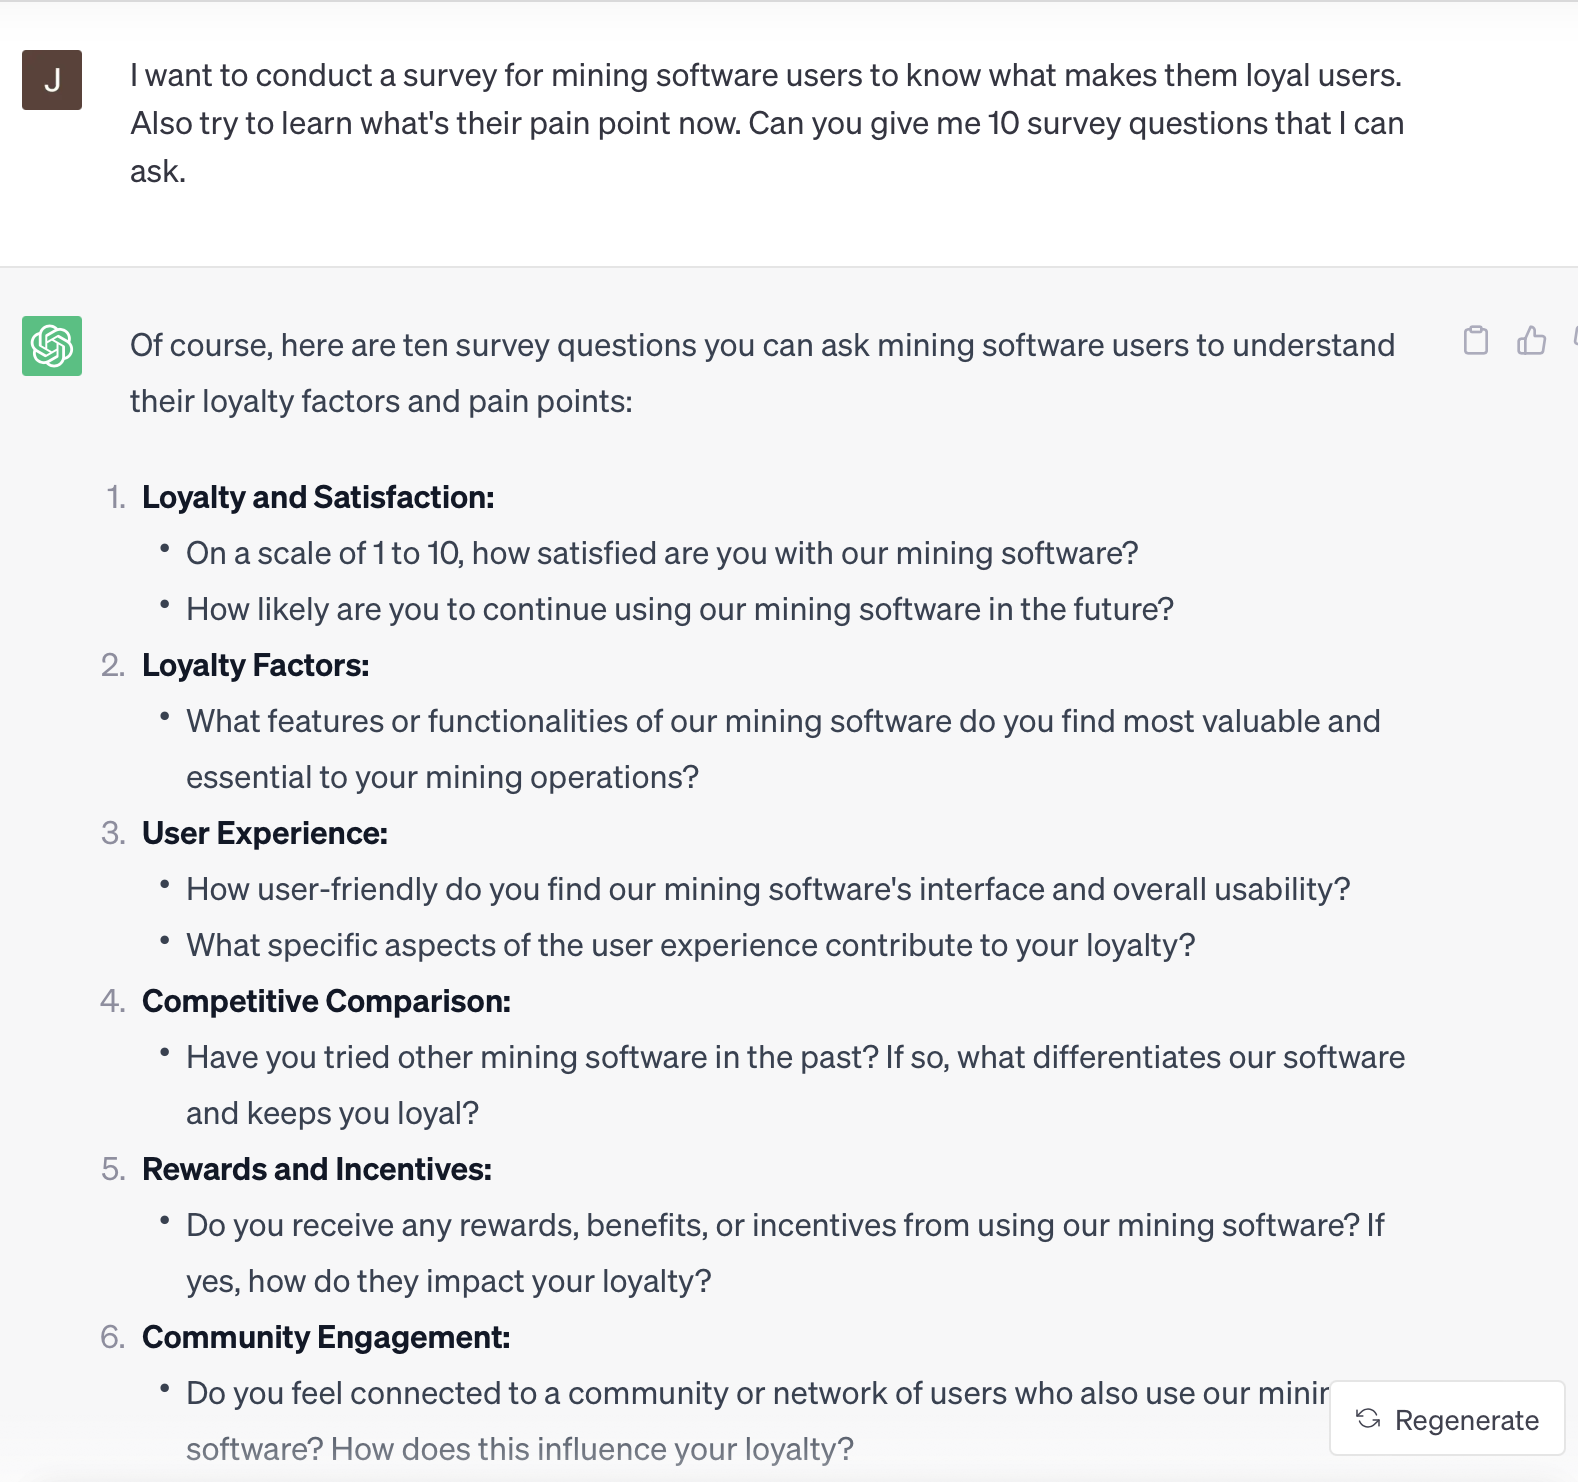 J
I want to conduct a survey for mining software users to know what makes them loyal users.
Also try to learn what's their pain point now. Can you give me 10 survey questions that I can
ask.
Of course, here are ten survey questions you can ask mining software users to understand
their loyalty factors and pain points:
1. Loyalty and Satisfaction:
• On a scale of 1 to 10, how satisfied are you with our mining software?
• How likely are you to continue using our mining software in the future?
2. Loyalty Factors:
• What features or functionalities of our mining software do you find most valuable and
essential to your mining operations?
3. User Experience:
• How user-friendly do you find our mining software's interface and overall usability?
• What specific aspects of the user experience contribute to your loyalty?
4. Competitive Comparison:
• Have you tried other mining software in the past? If so, what differentiates our software
and keeps you loyal?
5. Rewards and Incentives:
• Do you receive any rewards, benefits, or incentives from using our mining software? If
yes, how do they impact your loyalty?
6. Community Engagement:
• Do you feel connected to a community or network of users who also use our
software? How does this influence your loyalty?
Regenerate